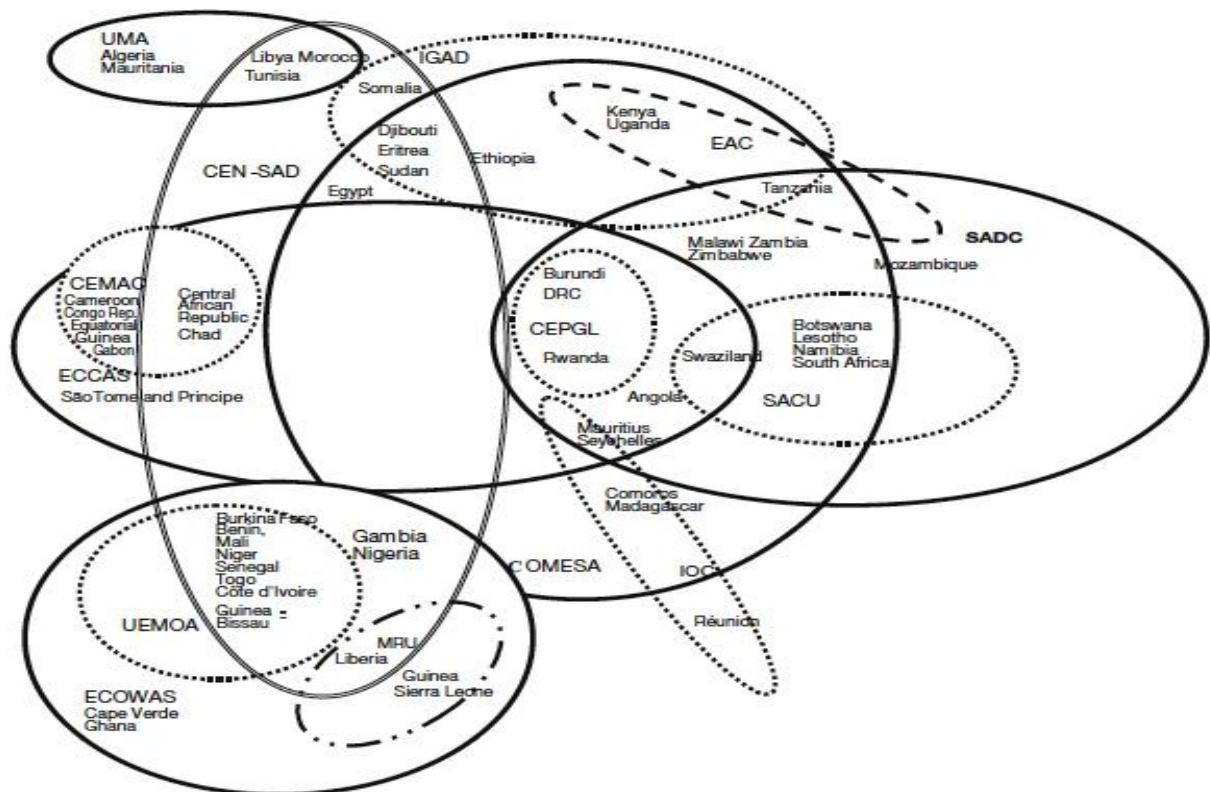 UMA
Algeria
Mauritania
Libya Morocco
Tunisia
IGAD
Somalia
Kenya
Uganda
EAC
Djibouti
Eritrea
Sudan
Ethiopia
CEN-SAD
Egypt
Tanzania
SADC
Malawi Zambia
Zimbabwe
Mozambique
CEMAC
Cameroon
Congo Rep.
Equatorial
Guinea
Gabon
Central
African
Republic
Chad
Burundi
DRC
CEPGL
Rwanda
Swaziland
Botswana
Lesotho
Namibia
South Africa
ECCAS
São Tome and Principe
Angola
SACU
Mauritius
Seychelles
Comoros
Madagascar
Burkina Faso
Benin,
Mali
Niger
Senegal
Togo
Côte d'Ivoire
Guinea -
Bissau
Gambia
Nigeria
COMESA
IOC
UEMOA
Réunion
MRU
Liberia
Guinea
Sierra Leone
ECOWAS
Cape Verde
Ghana